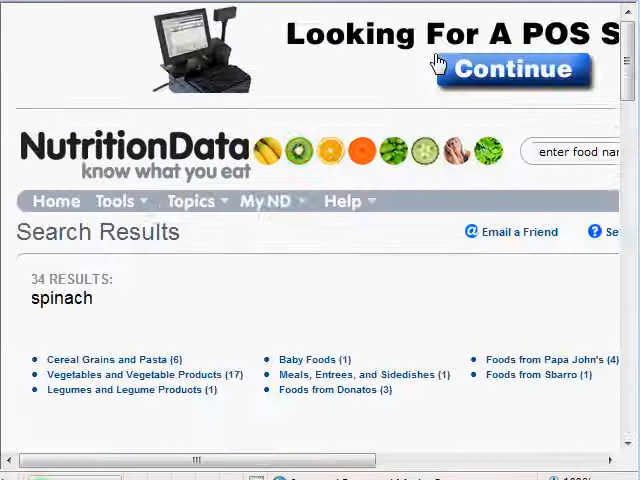 Looking For A POS S
Continue
NutritionData
know what you eat
enter food nar
Home Tools Topics My ND Help
Search Results
Email a Friend
Se
34 RESULTS:
spinach
Cereal Grains and Pasta (6)
Baby Foods (1)
Foods from Papa John's (4)
Vegetables and Vegetable Products (17)
Meals, Entrees, and Sidedishes (1)
Foods from Sbarro (1)
Legumes and Legume Products (1)
Foods from Donatos (3)